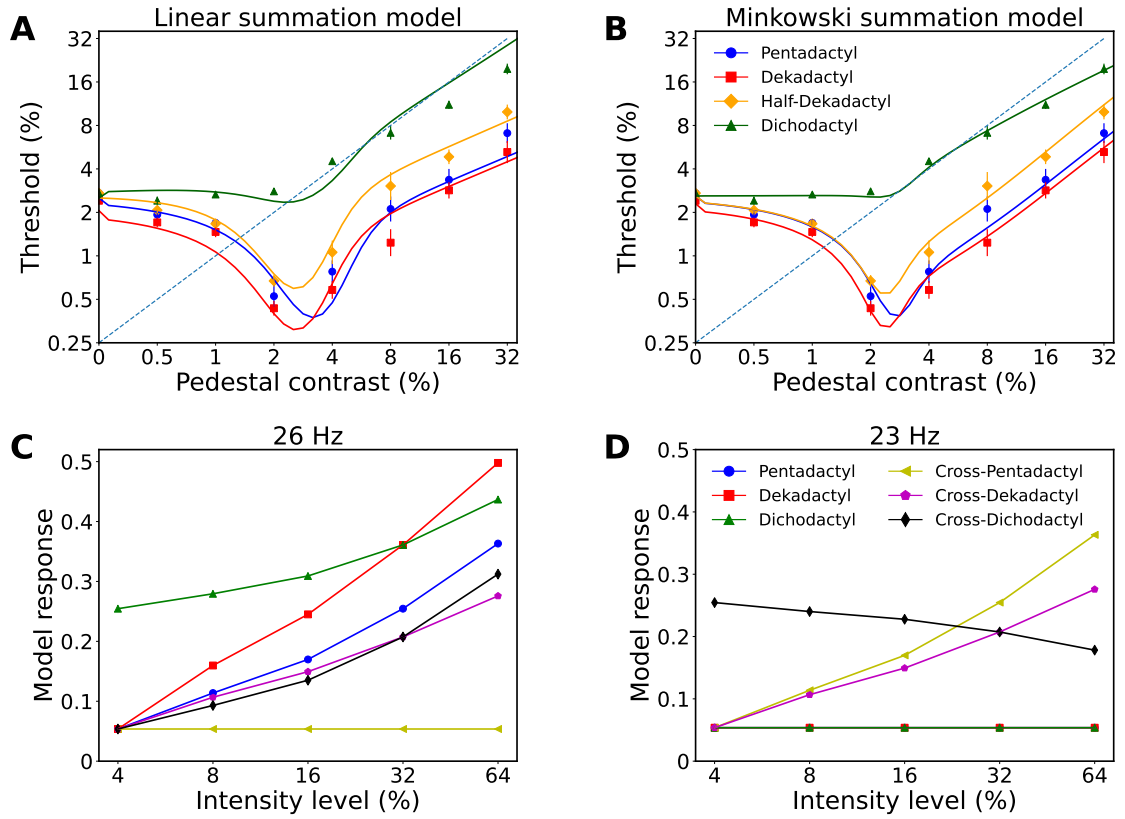 A
Linear summation model
32
16
8
4
2
1
0.5
0.25
Threshold (%)
0 0.5 1 2 4 8 16 32
Pedestal contrast (%)
B
Minkowski summation model
Pentadactyl
Dekadactyl
Half-Dekadactyl
Dichodactyl
32
16
8
4
2
1
0.5
0.25
Threshold (%)
0 0.5 1 2 4 8 16 32
Pedestal contrast (%)
C
26 Hz
0.5
0.4
0.3
0.2
0.1
0
Model response
4 8 16 32 64
Intensity level (%)
D
23 Hz
Pentadactyl
Dekadactyl
Dichodactyl
Cross-Pentadactyl
Cross-Dekadactyl
Cross-Dichodactyl
0.5
0.4
0.3
0.2
0.1
0
Model response
4 8 16 32 64
Intensity level (%)